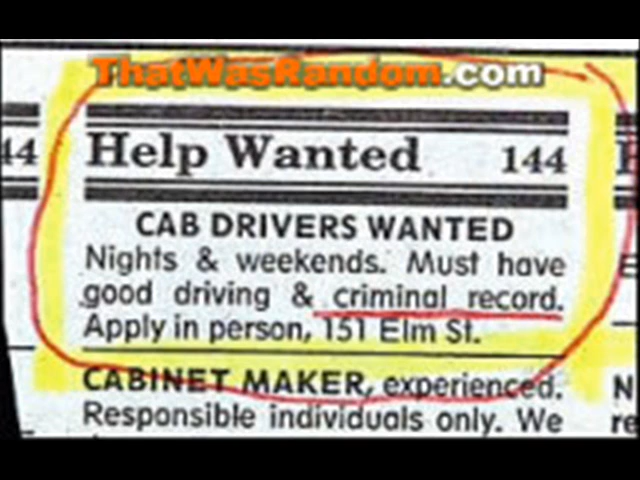 ThatWasRandom.com
44
Help Wanted 144
CAB DRIVERS WANTED
Nights & weekends. Must have
good driving & criminal record.
Apply in person, 151 Elm St.
CABINET MAKER, experienced.
Responsible individuals only. We
N
re